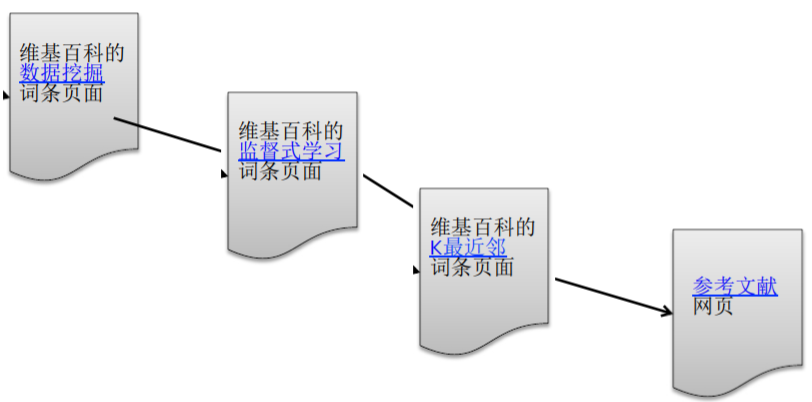 维基百科的
数据挖掘
词条页面
维基百科的
监督式学习
词条页面
维基百科的
K最近邻
词条页面
参考文献
网页